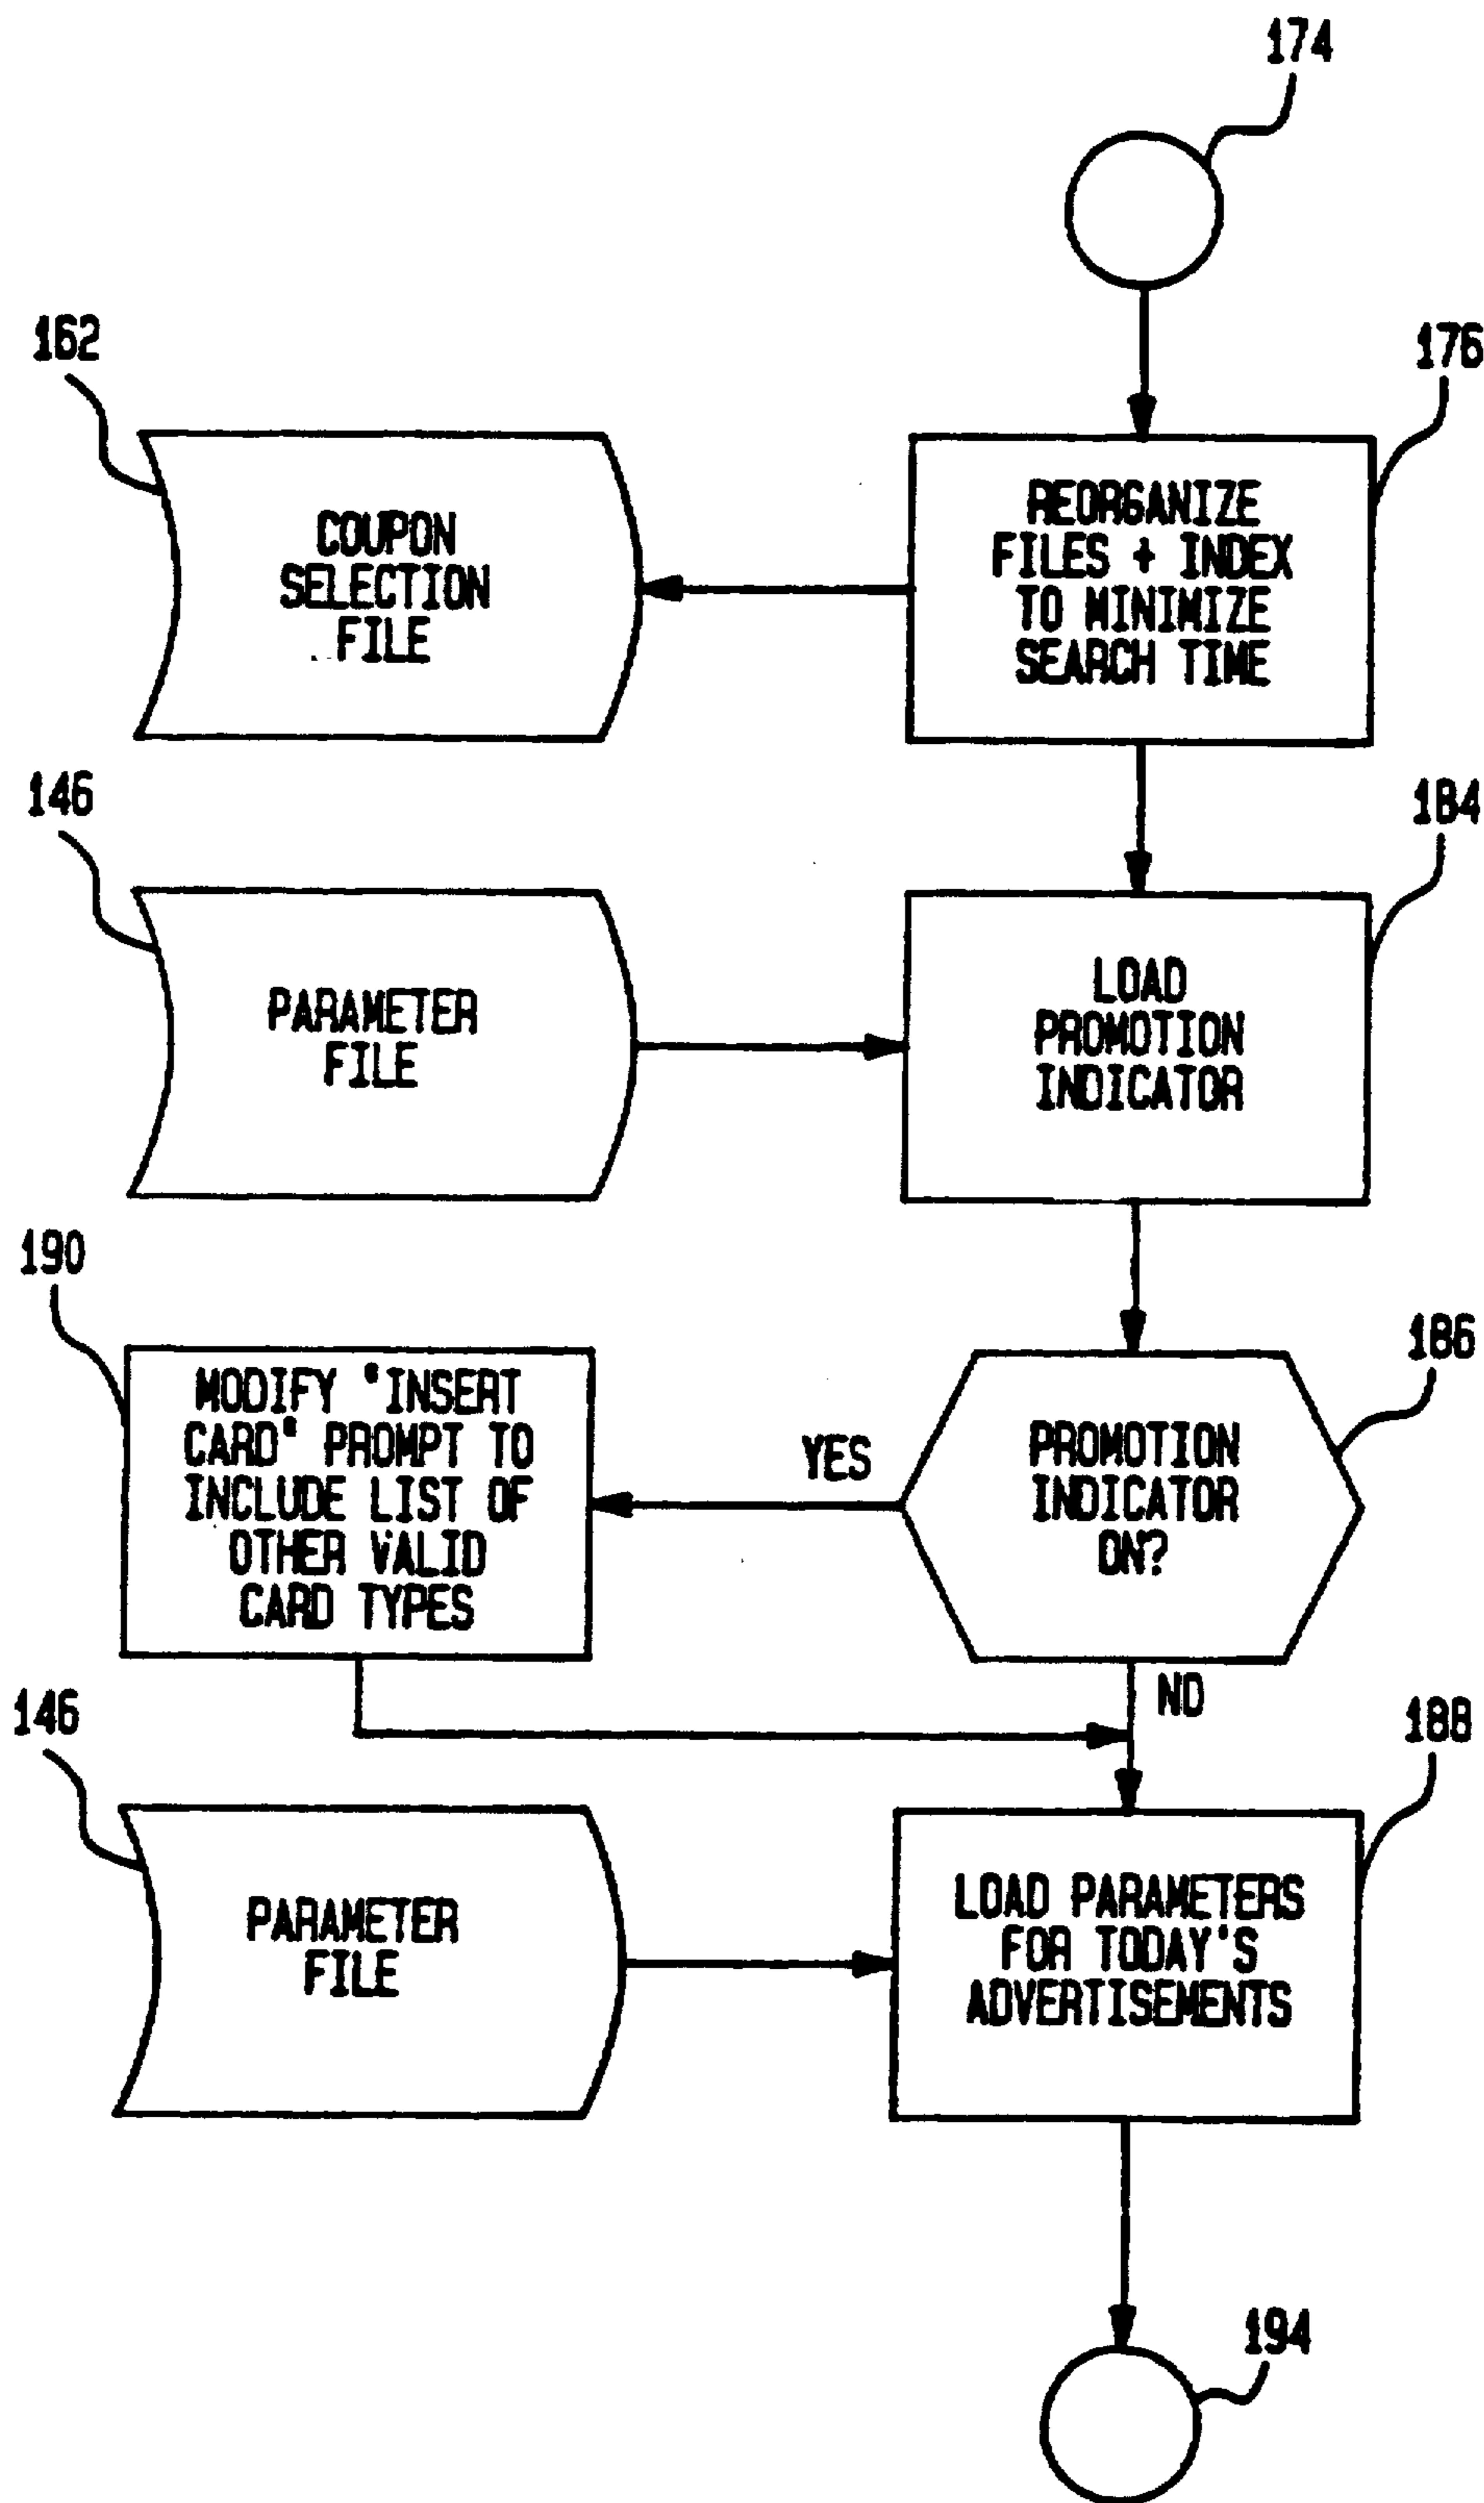 174
162
176
COUPON
SELECTION
FILE
REORGANIZE
FILES + INDEX
TO MINIMIZE
SEARCH TIME
146
184
PARAMETER
FILE
LOAD
PROMOTION
INDICATOR
190
186
MODIFY "INSERT
CARD" PROMPT TO
INCLUDE LIST OF
OTHER VALID
CARD TYPES
YES
PROMOTION
INDICATOR
ON?
NO
146
188
PARAMETER
FILE
LOAD PARAMETERS
FOR TODAY'S
ADVERTISEMENTS
194